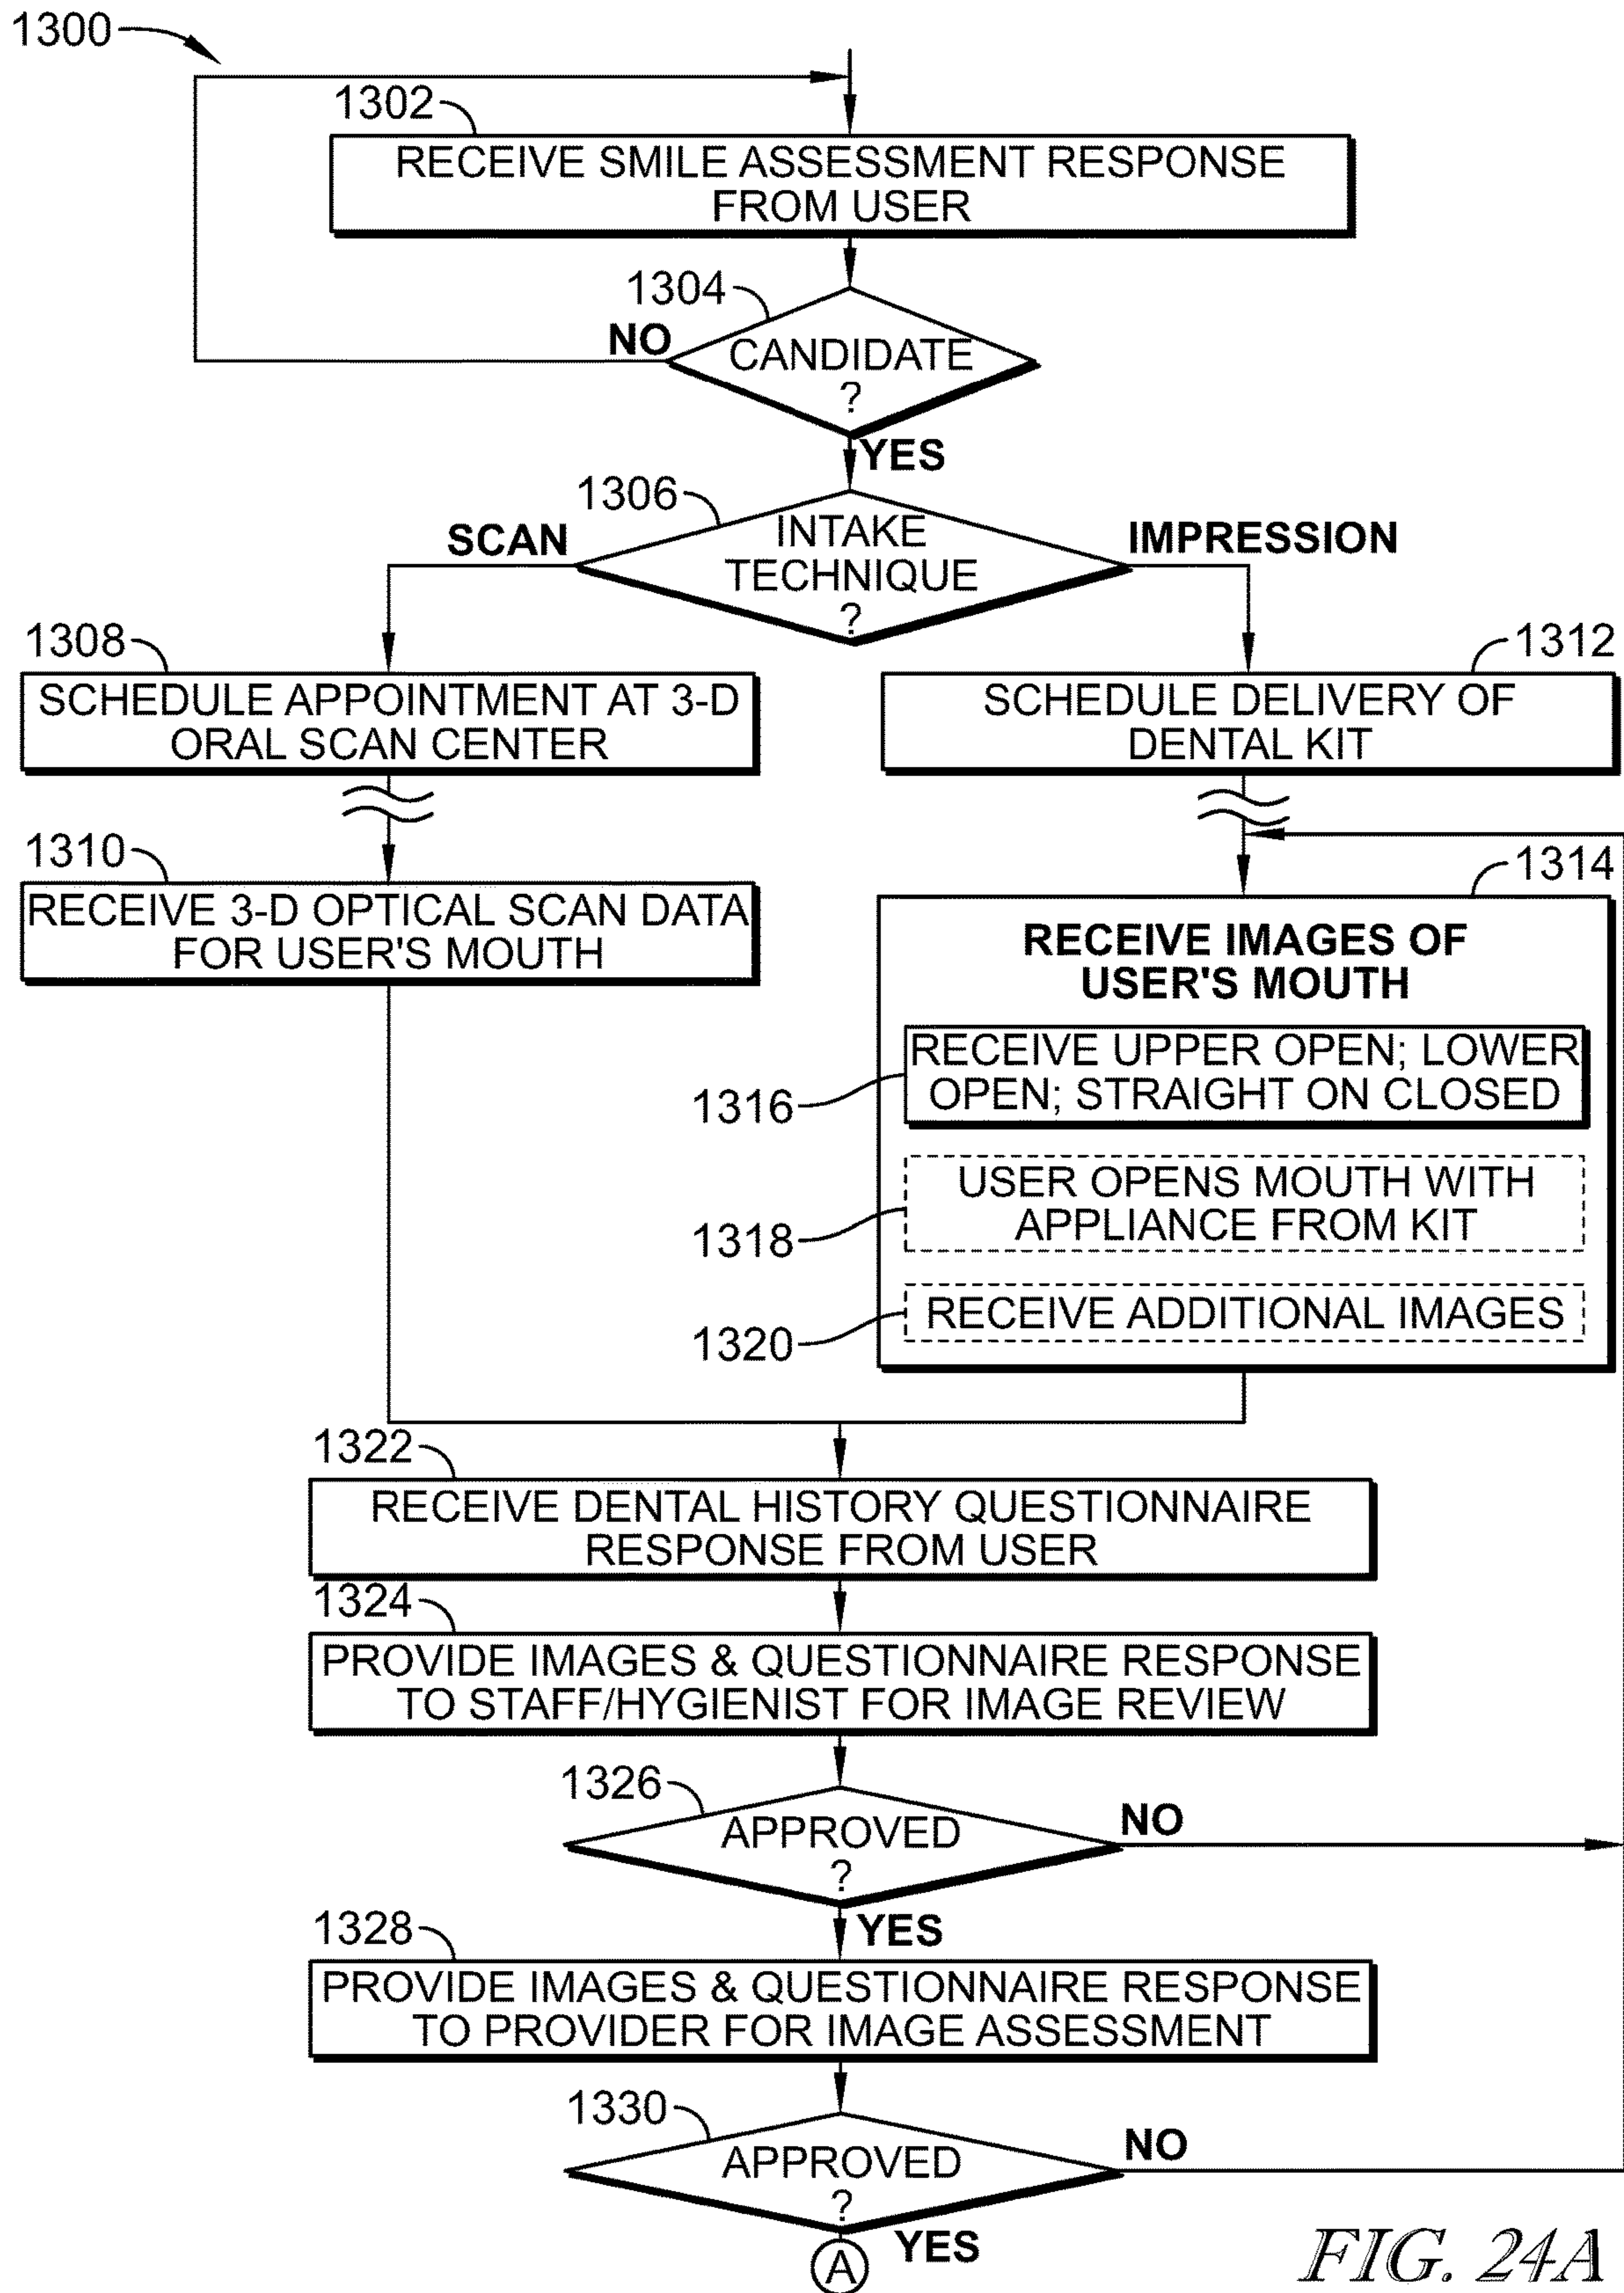 1300
1302
RECEIVE SMILE ASSESSMENT RESPONSE
FROM USER
1304
NO
CANDIDATE
?
YES
1306
SCAN
INTAKE
TECHNIQUE
?
IMPRESSION
1308
SCHEDULE APPOINTMENT AT 3-D
ORAL SCAN CENTER
1312
SCHEDULE DELIVERY OF
DENTAL KIT
1310
RECEIVE 3-D OPTICAL SCAN DATA
FOR USER'S MOUTH
1314
RECEIVE IMAGES OF
USER'S MOUTH
1316
RECEIVE UPPER OPEN; LOWER
OPEN; STRAIGHT ON CLOSED
1318
USER OPENS MOUTH WITH
APPLIANCE FROM KIT
1320
RECEIVE ADDITIONAL IMAGES
1322
RECEIVE DENTAL HISTORY QUESTIONNAIRE
RESPONSE FROM USER
1324
PROVIDE IMAGES & QUESTIONNAIRE RESPONSE
TO STAFF/HYGIENIST FOR IMAGE REVIEW
1326
APPROVED
?
NO
YES
1328
PROVIDE IMAGES & QUESTIONNAIRE RESPONSE
TO PROVIDER FOR IMAGE ASSESSMENT
1330
APPROVED
?
NO
YES
A
FIG. 24A